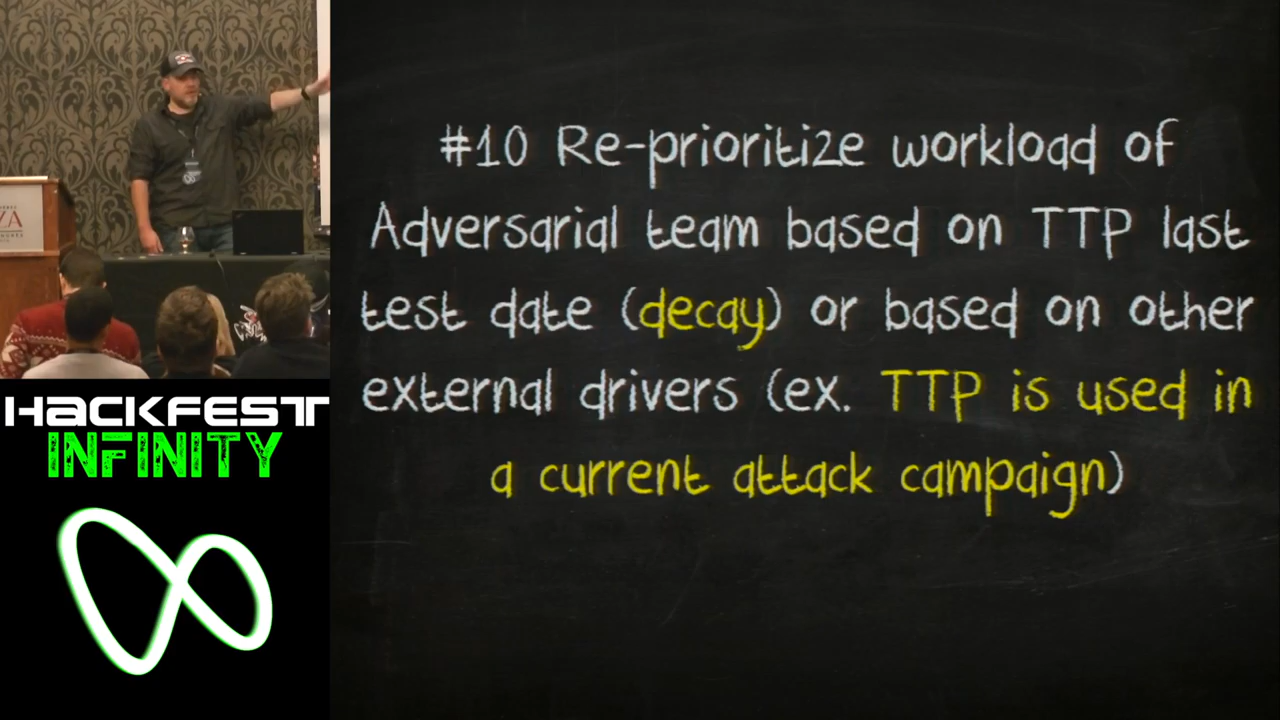 #10 Re-prioritize workload of
Adversarial team based on TTP last
test date (decay) or based on other
external drivers (ex. TTP is used in
a current attack campaign)
HACKFEST
INFINITY